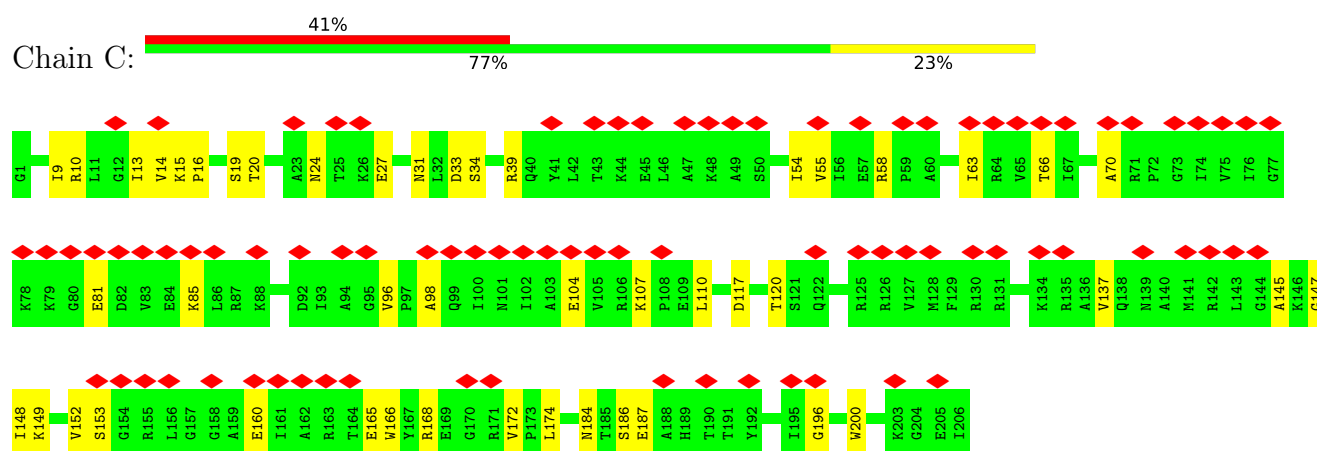 41%
Chain C:
77% 23%
G1 I9 R10 L11 G12 I13 V14 K15 P16 S19 T20 A23 N24 T25 K26 E27 N31 L32 D33 S34 R39 Q40 Y41 L42 T43 K44 E45 L46 A47 K48 A49 S50 I54 V55 I56 E57 R58 P59 A60 I63 R64 V65 T66 I67 A70 R71 P72 G73 I74 V75 I76 G77
K78 K79 G80 E81 D82 V83 E84 K85 L86 R87 K88 D92 I93 A94 G95 V96 P97 A98 Q99 I100 N101 I102 A103 E104 V105 R106 K107 P108 E109 L110 D117 T120 S121 Q122 R125 R126 V127 M128 F129 R130 R131 K134 R135 A136 V137 Q138 N139 A140 M141 R142 L143 G144 A145 K146 G147
I148 K149 V152 S153 G154 R155 L156 G157 G158 A159 E160 I161 A162 R163 T164 E165 W166 Y167 R168 E169 G170 R171 V172 P173 L174 N184 T185 S186 E187 A188 H189 T190 T191 Y192 I195 G196 W200 K203 G204 E205 I206